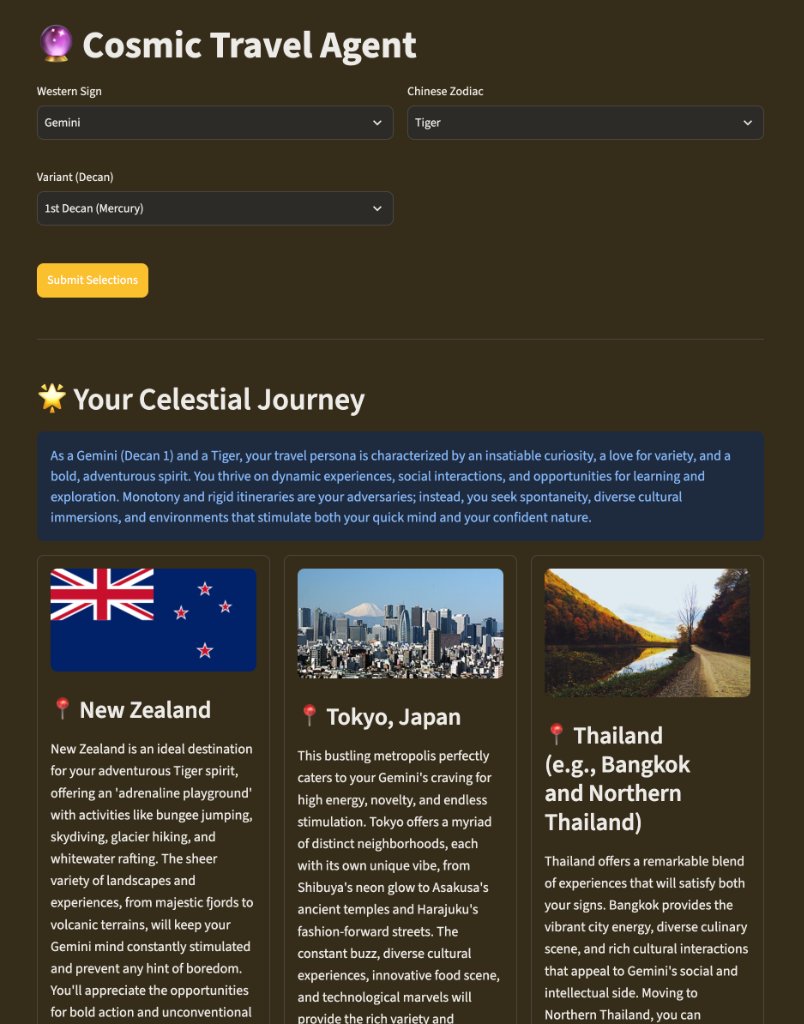 Cosmic Travel Agent
Western Sign
Chinese Zodiac
Gemini
Tiger
Variant (Decan)
1st Decan (Mercury)
Submit Selections
Your Celestial Journey
As a Gemini (Decan 1) and a Tiger, your travel persona is characterized by an insatiable curiosity, a love for variety, and a
bold, adventurous spirit. You thrive on dynamic experiences, social interactions, and opportunities for learning and
exploration. Monotony and rigid itineraries are your adversaries; instead, you seek spontaneity, diverse cultural
immersions, and environments that stimulate both your quick mind and your confident nature.
New Zealand
New Zealand is an ideal destination
for your adventurous Tiger spirit,
offering an 'adrenaline playground'
with activities like bungee jumping,
skydiving, glacier hiking, and
whitewater rafting. The sheer
variety of landscapes and
experiences, from majestic fjords to
volcanic terrains, will keep your
Gemini mind constantly stimulated
and prevent any hint of boredom.
You'll appreciate the opportunities
for bold action and unconventional
Tokyo, Japan
This bustling metropolis perfectly
caters to your Gemini's craving for
high energy, novelty, and endless
stimulation. Tokyo offers a myriad
of distinct neighborhoods, each
with its own unique vibe, from
Shibuya's neon glow to Asakusa's
ancient temples and Harajuku's
fashion-forward streets. The
constant buzz, diverse cultural
experiences, innovative food scene,
and technological marvels will
provide the rich variety and
Thailand
(e.g., Bangkok
and Northern
Thailand)
Thailand offers a remarkable blend
of experiences that will satisfy both
your signs. Bangkok provides the
vibrant city energy, diverse culinary
scene, and rich cultural interactions
that appeal to Gemini's social and
intellectual side. Moving to
Northern Thailand, you can